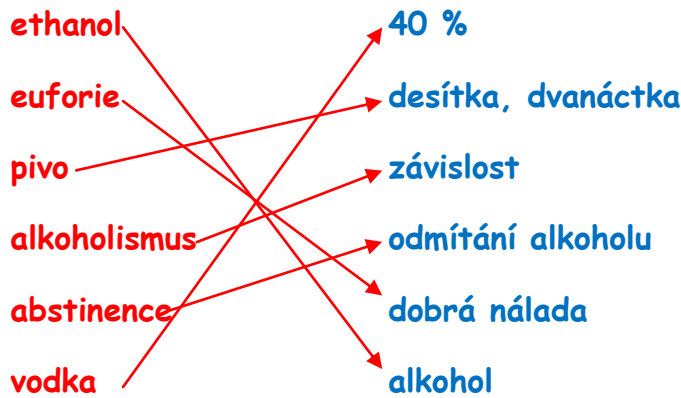 ethanol 40 %
euforie desítka, dvanáctka
pivo závislost
alkoholismus odmítání alkoholu
abstinence dobrá nálada
vodka alkohol